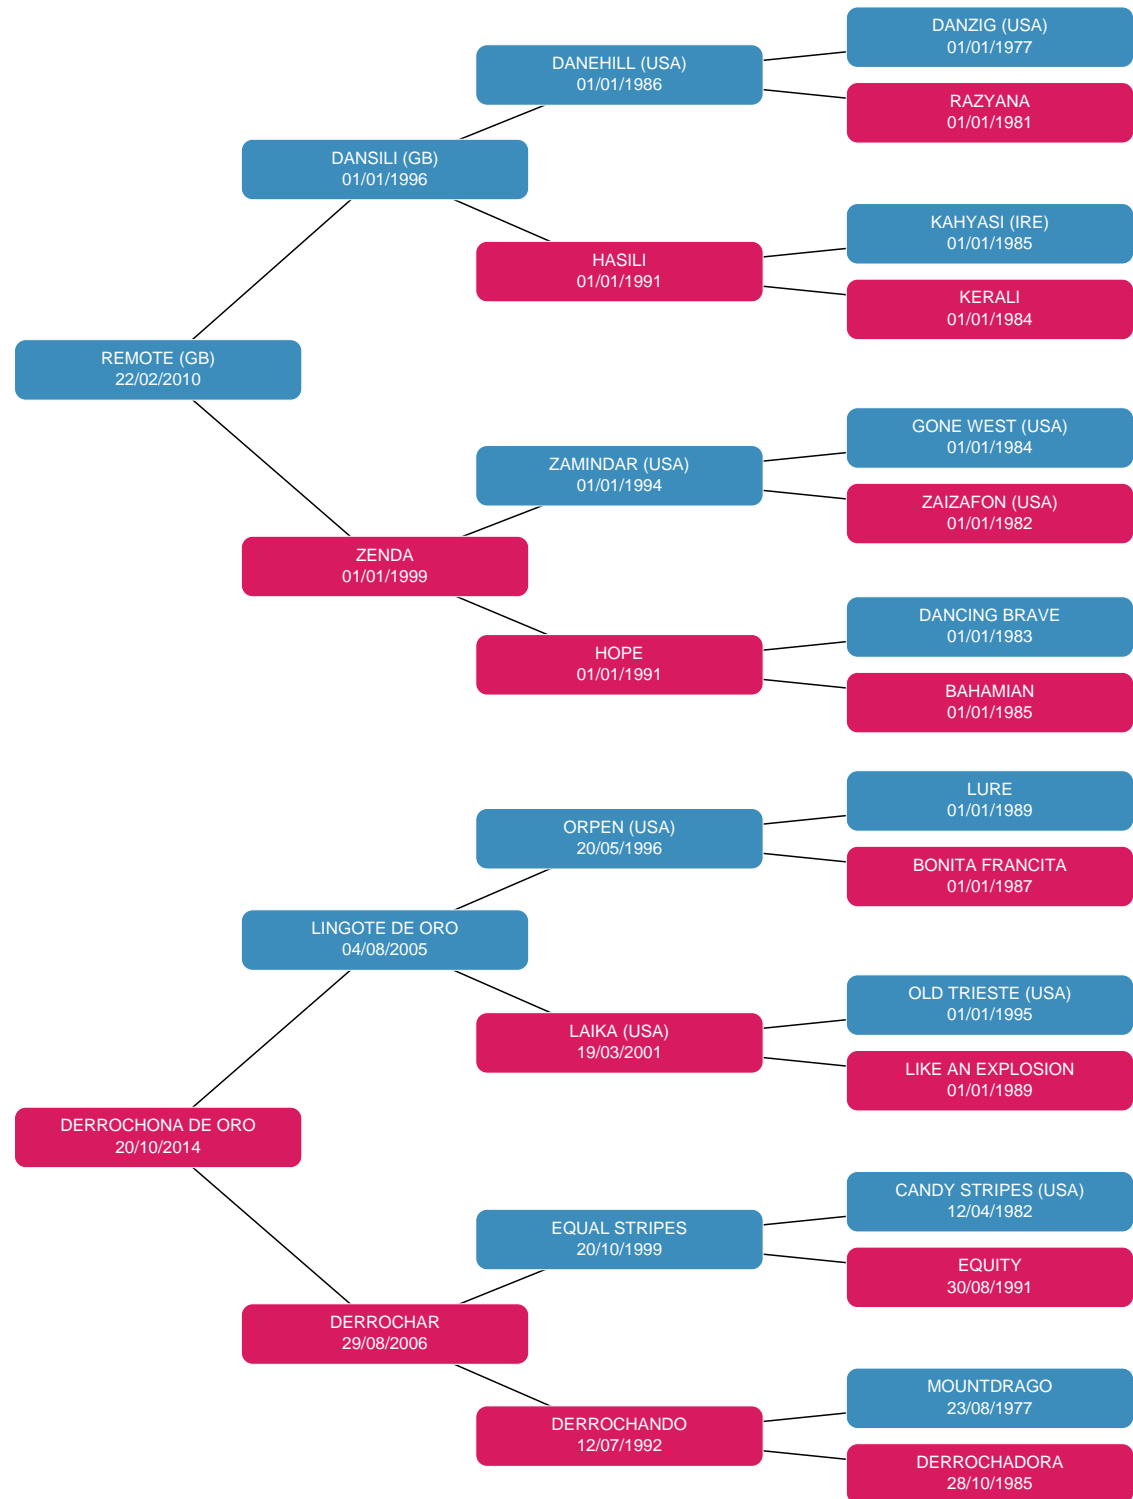 DANZIG (USA)
01/01/1977
DANEHILL (USA)
01/01/1986
RAZYANA
01/01/1981
DANSILI (GB)
01/01/1996
KAHYASI (IRE)
01/01/1985
HASILI
01/01/1991
KERALI
01/01/1984
REMOTE (GB)
22/02/2010
GONE WEST (USA)
01/01/1984
ZAMINDAR (USA)
01/01/1994
ZAIZAFON (USA)
01/01/1982
ZENDA
01/01/1999
DANCING BRAVE
01/01/1983
HOPE
01/01/1991
BAHAMIAN
01/01/1985
LURE
01/01/1989
ORPEN (USA)
20/05/1996
BONITA FRANCITA
01/01/1987
LINGOTE DE ORO
04/08/2005
OLD TRIESTE (USA)
01/01/1995
LAIKA (USA)
19/03/2001
LIKE AN EXPLOSION
01/01/1989
DERROCHONA DE ORO
20/10/2014
CANDY STRIPES (USA)
12/04/1982
EQUAL STRIPES
20/10/1999
EQUITY
30/08/1991
DERROCHAR
29/08/2006
MOUNTDRAGO
23/08/1977
DERROCHANDO
12/07/1992
DERROCHADORA
28/10/1985